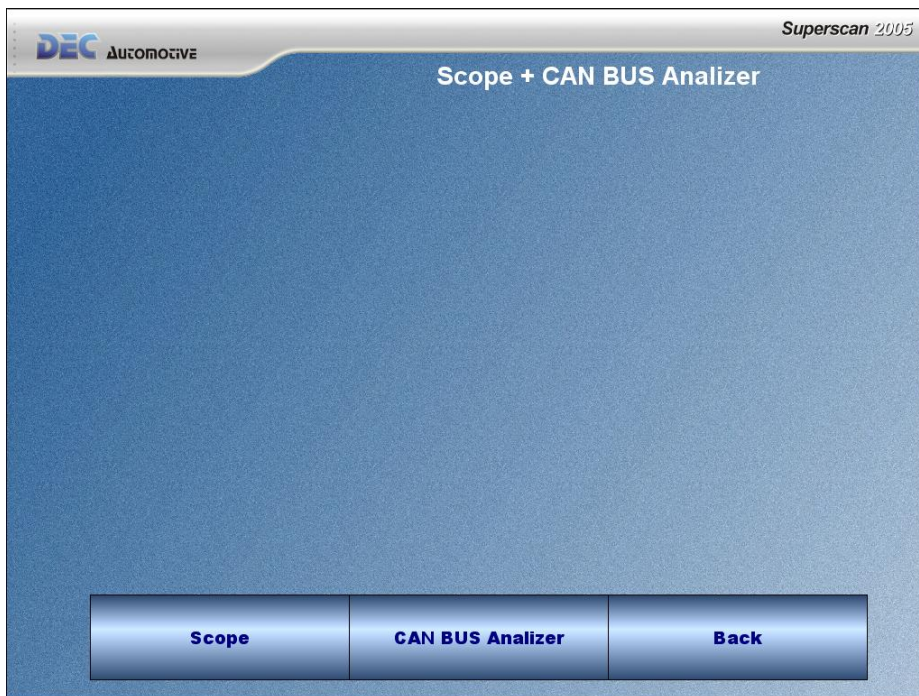 Superscan 2005
DEC AUTOMOTIVE
Scope + CAN BUS Analizer
Scope
CAN BUS Analizer
Back